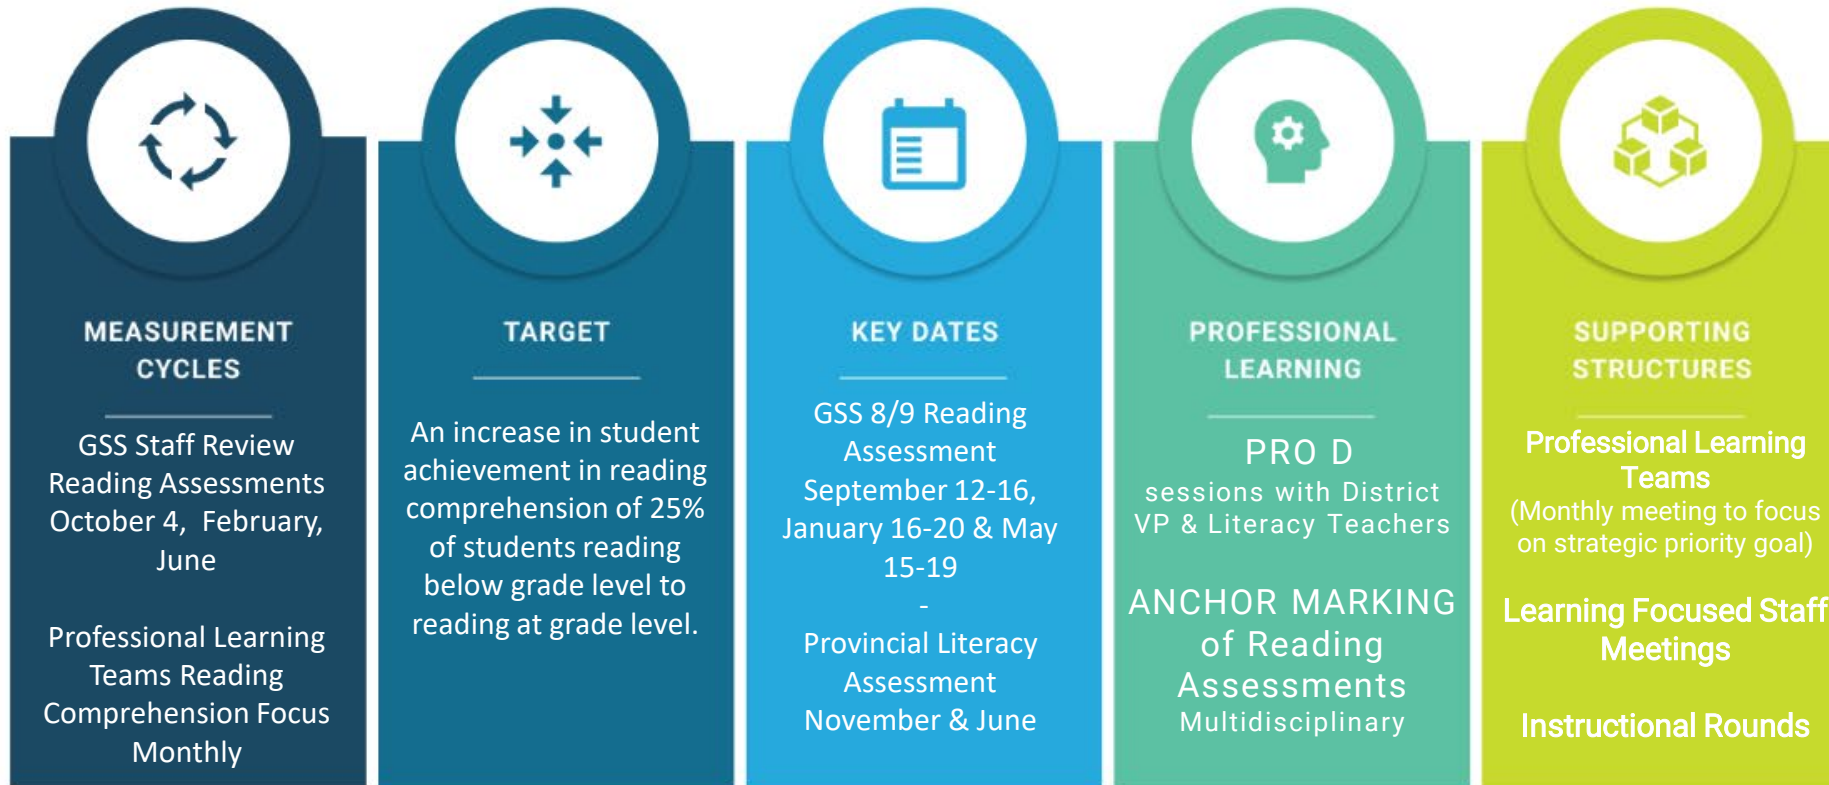 MEASUREMENT
CYCLES
GSS Staff Review
Reading Assessments
October 4, February,
June
Professional Learning
Teams Reading
Comprehension Focus
Monthly
TARGET
An increase in student
achievement in reading
comprehension of 25%
of students reading
below grade level to
reading at grade level.
KEY DATES
GSS 8/9 Reading
Assessment
September 12-16,
January 16-20 & May
15-19
-
Provincial Literacy
Assessment
November & June
PROFESSIONAL
LEARNING
PRO D
sessions with District
VP & Literacy Teachers
ANCHOR MARKING
of Reading
Assessments
Multidisciplinary
SUPPORTING
STRUCTURES
Professional Learning
Teams
(Monthly meeting to focus
on strategic priority goal)
Learning Focused Staff
Meetings
Instructional Rounds